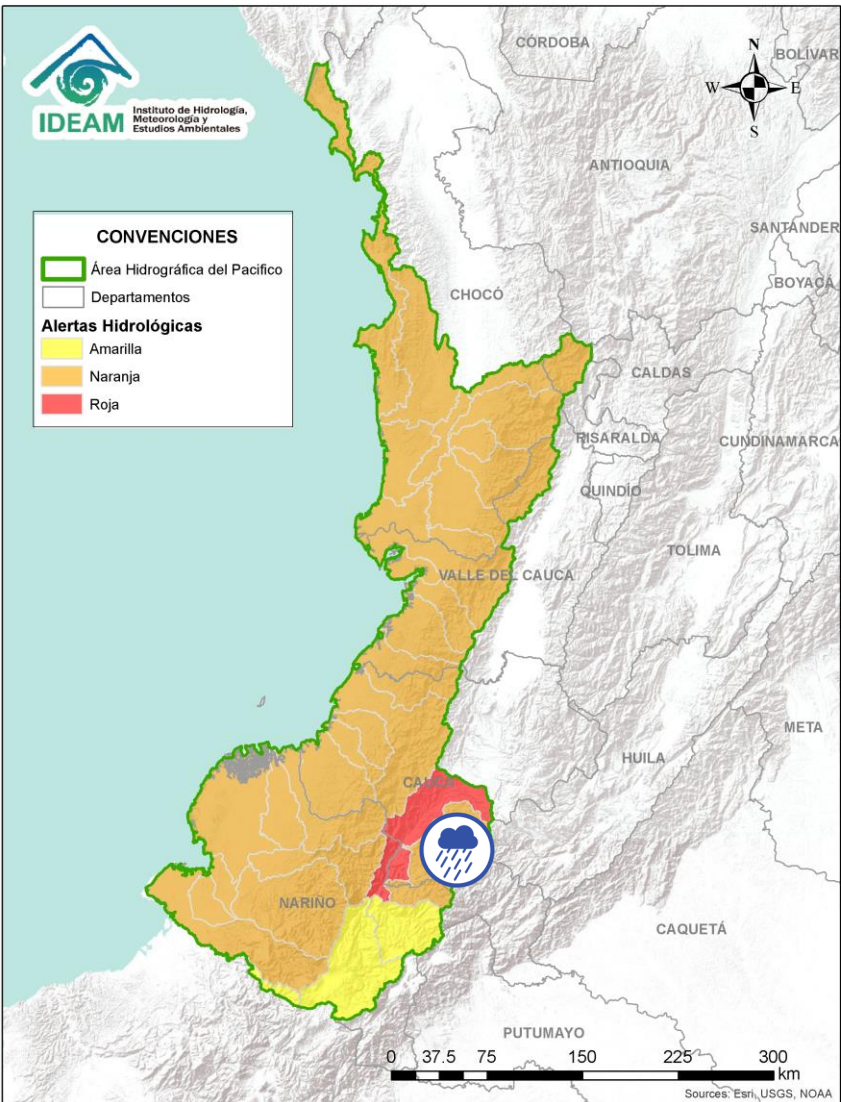 IDEAM
Instituto de Hidrología,
Meteorología y
Estudios Ambientales
N
W
E
S
CÓRDOBA
BOLIVAR
ANTIOQUIA
SANTANDER
BOYACÁ
CHOCÓ
CONVENCIONES
Área Hidrográfica del Pacifico
Departamentos
Alertas Hidrológicas
Amarilla
Naranja
Roja
CALDAS
RISARALDA
CUNDINAMARCA
QUINDÍO
TOLIMA
VALLE DEL CAUCA
META
HUILA
CAUCA
NARIÑO
CAQUETÁ
PUTUMAYO
0 37.5 75 150 225 300
km
Sources: Esri, USGS, NOAA